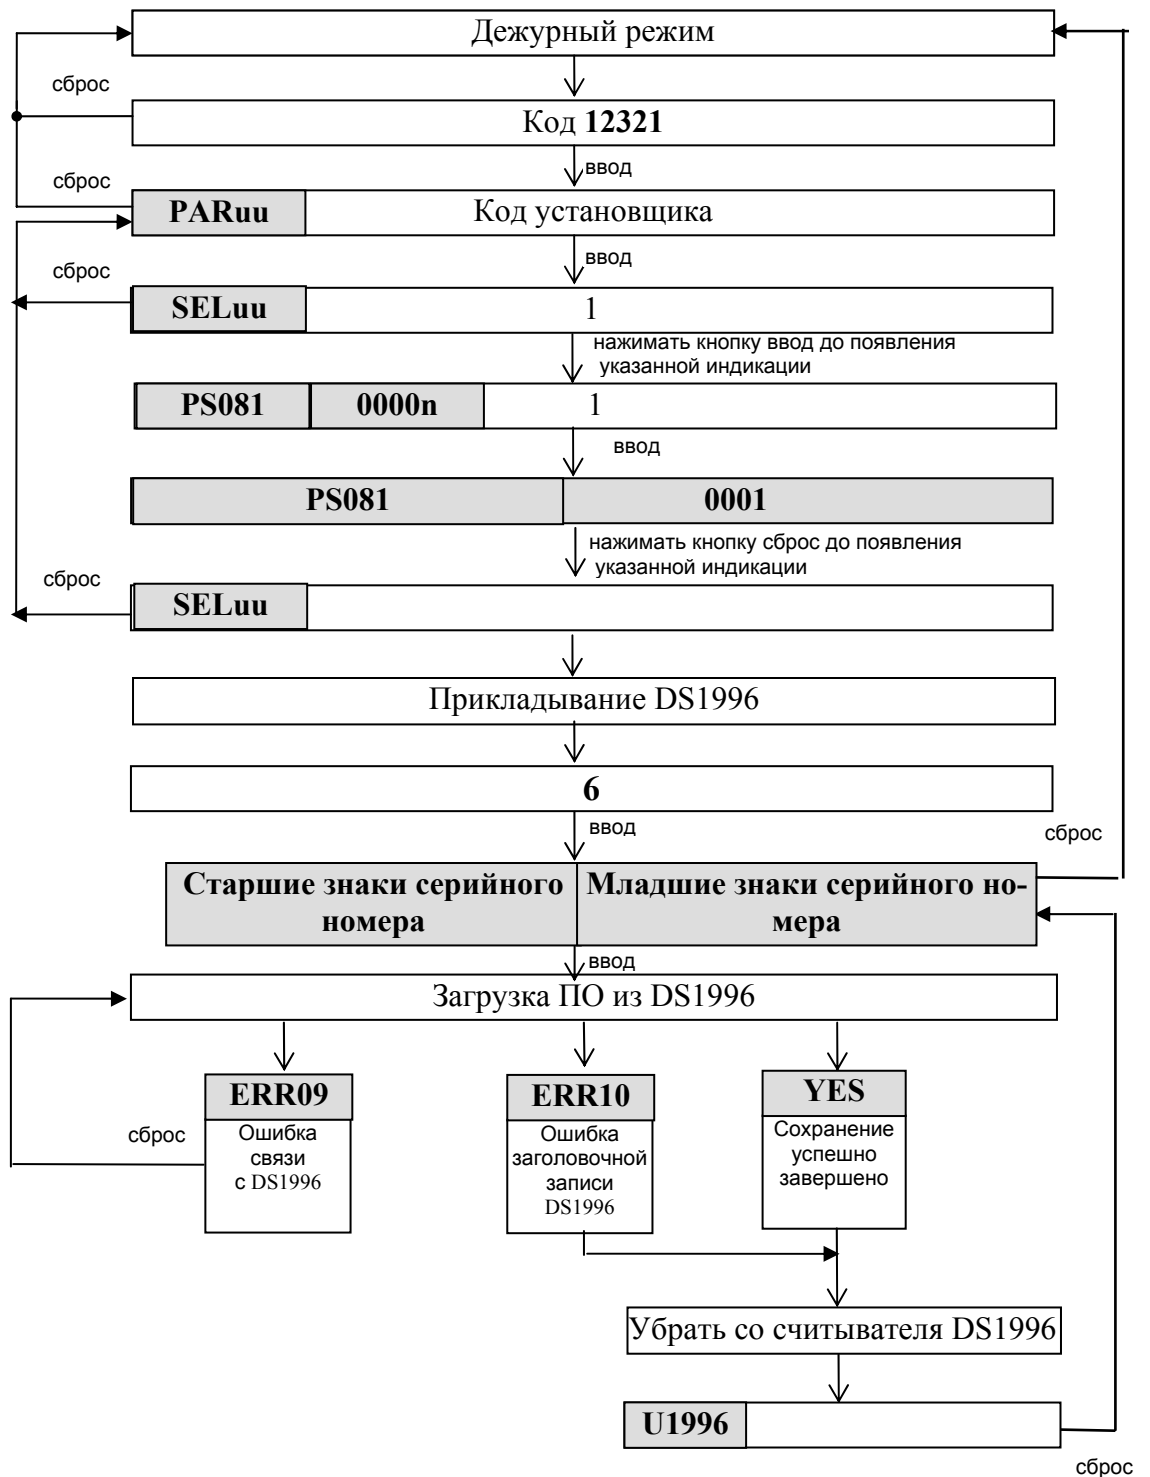 Дежурный режим
сброс
Код 12321
ввод
сброс
PARuu Код установщика
ввод
сброс
SELuu 1
нажимать кнопку ввод до появления
указанной индикации
PS081 0000n 1
ввод
PS081 0001
нажимать кнопку сброс до появления
указанной индикации
сброс
SELuu
Прикладывание DS1996
6
ввод
сброс
Старшие знаки серийного
номера
Младшие знаки серийного но-
мера
ввод
Загрузка ПО из DS1996
сброс
ERR09
Ошибка
связи
с DS1996
ERR10
Ошибка
заголовочной
записи
DS1996
YES
Сохранение
успешно
завершено
Убрать со считывателя DS1996
U1996
сброс